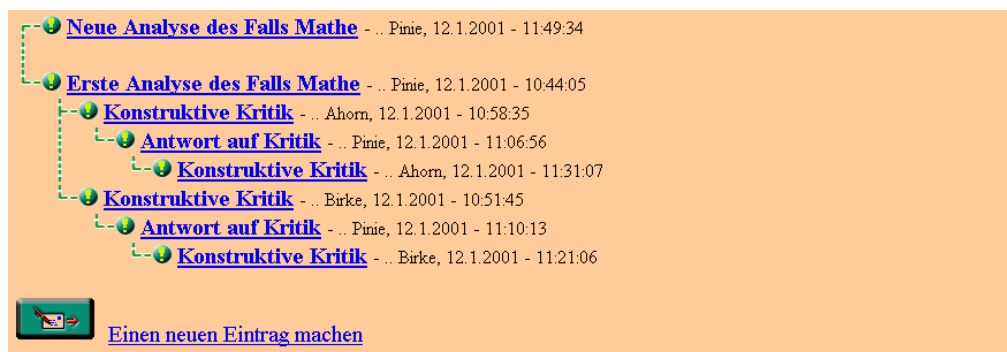 Neue Analyse des Falls Mathe - .. Pinie, 12.1.2001 - 11:49:34
Erste Analyse des Falls Mathe - .. Pinie, 12.1.2001 - 10:44:05
Konstruktive Kritik - .. Ahorn, 12.1.2001 - 10:58:35
Antwort auf Kritik - .. Pinie, 12.1.2001 - 11:06:56
Konstruktive Kritik - .. Ahorn, 12.1.2001 - 11:31:07
Konstruktive Kritik - .. Birke, 12.1.2001 - 10:51:45
Antwort auf Kritik - .. Pinie, 12.1.2001 - 11:10:13
Konstruktive Kritik - .. Birke, 12.1.2001 - 11:21:06
Einen neuen Eintrag machen